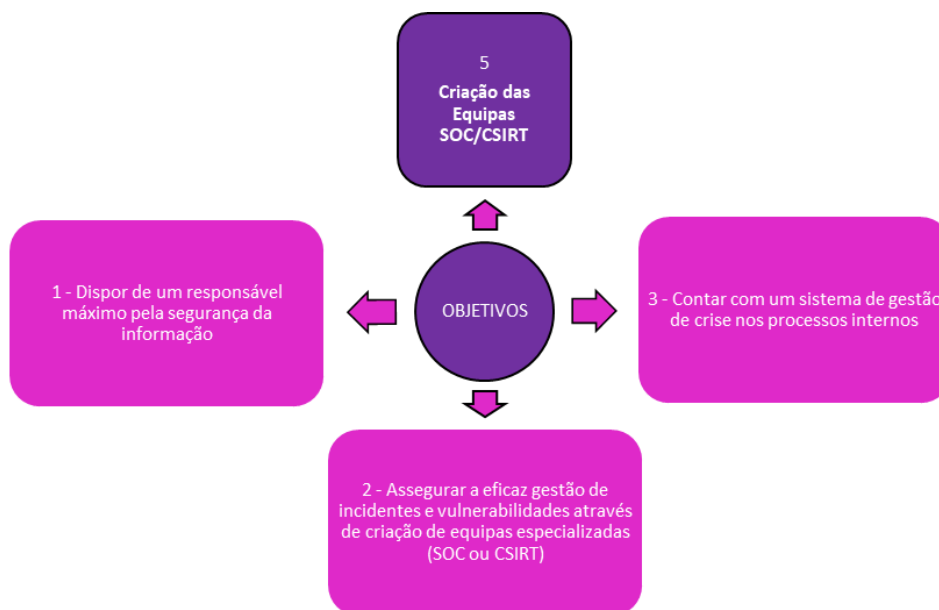 5
Criação das
Equipas
SOC/CSIRT
1 - Dispor de um responsável
máximo pela segurança da
informação
OBJETIVOS
3 - Contar com um sistema de gestão
de crise nos processos internos
2 - Assegurar a eficaz gestão de
incidentes e vulnerabilidades através
de criação de equipas especializadas
(SOC ou CSIRT)